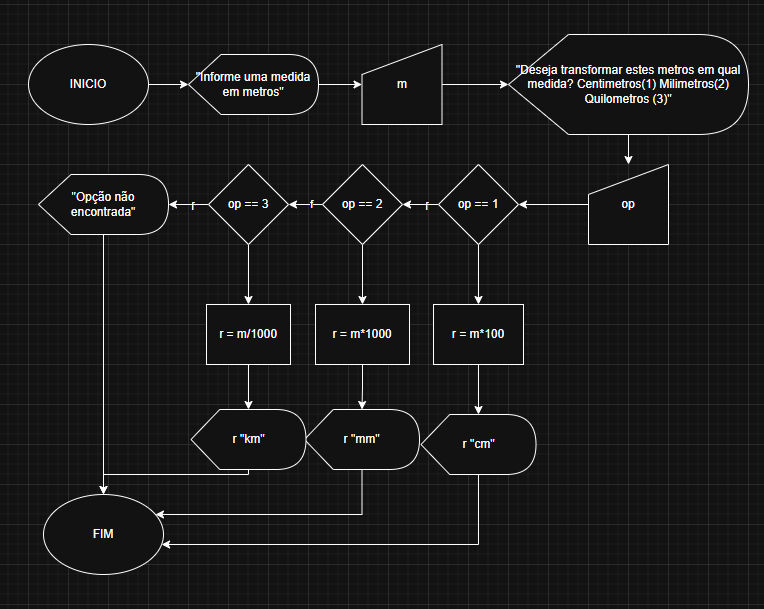 INICIO
"Informe uma medida
em metros"
m
"Deseja transformar estes metros em qual
medida? Centimetros(1) Milimetros(2)
Quilometros (3)"
"Opção não
encontrada"
f
op == 3
f
op == 2
f
op == 1
op
r = m/1000
r = m*1000
r = m*100
r "km"
r "mm"
r "cm"
FIM